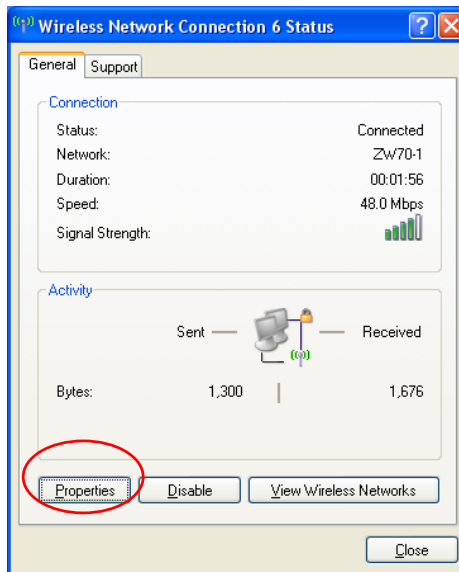 Wireless Network Connection 6 Status
General Support
Connection
Status: Connected
Network: ZW70-1
Duration: 00:01:56
Speed: 48.0 Mbps
Signal Strength:
Activity
Sent Received
Bytes: 1,300 1,676
Properties Disable View Wireless Networks
Close